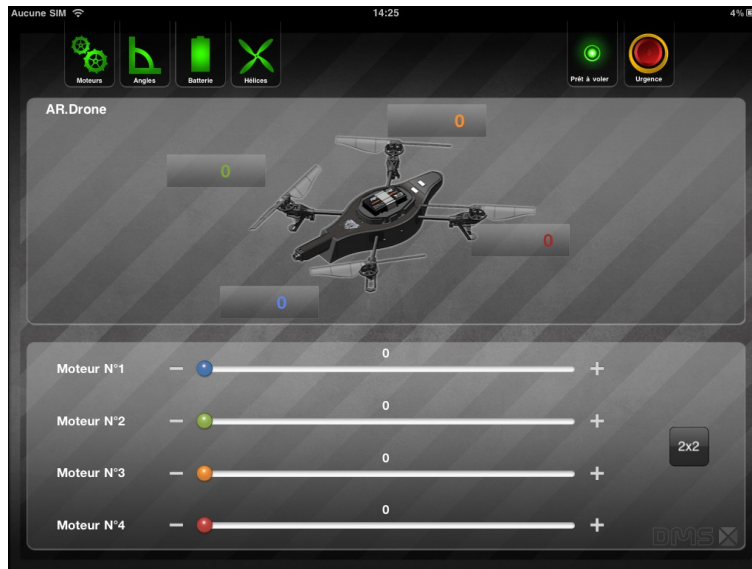 Aucune SIM 14:25 4%
Moteurs Angles Batterie Hélices Prêt à voler Urgence
AR.Drone
0
0
0
0
0
Moteur N°1 − +
0
Moteur N°2 − +
2x2
0
Moteur N°3 − +
0
Moteur N°4 − +
DMS X